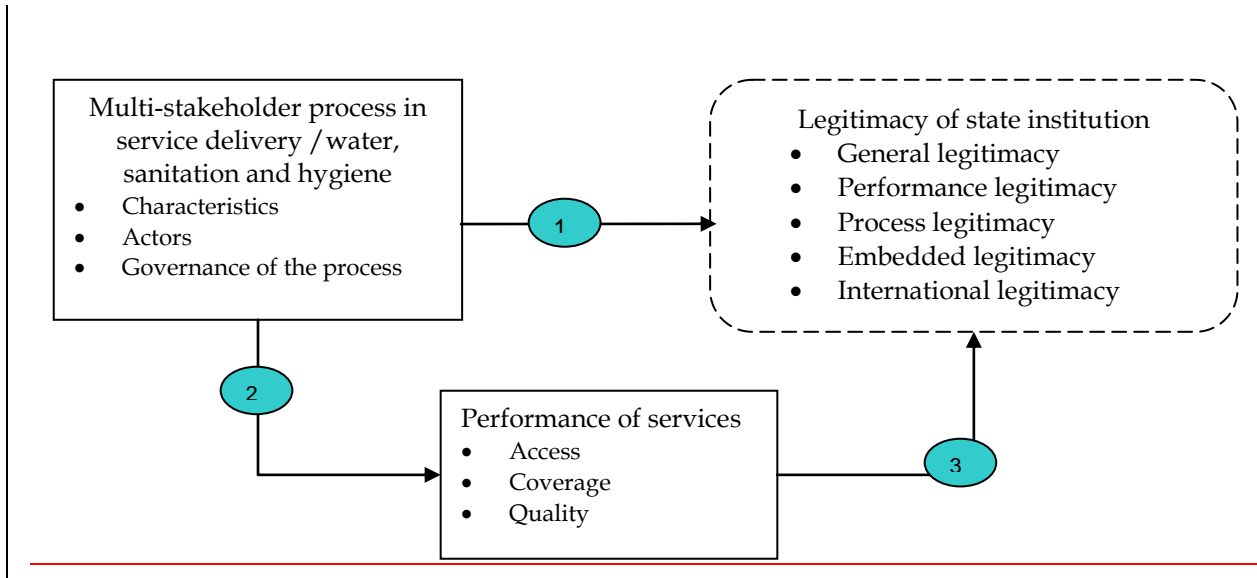 Multi-stakeholder process in
service delivery /water,
sanitation and hygiene
• Characteristics
• Actors
• Governance of the process
1
Legitimacy of state institution
• General legitimacy
• Performance legitimacy
• Process legitimacy
• Embedded legitimacy
• International legitimacy
2
Performance of services
• Access
• Coverage
• Quality
3